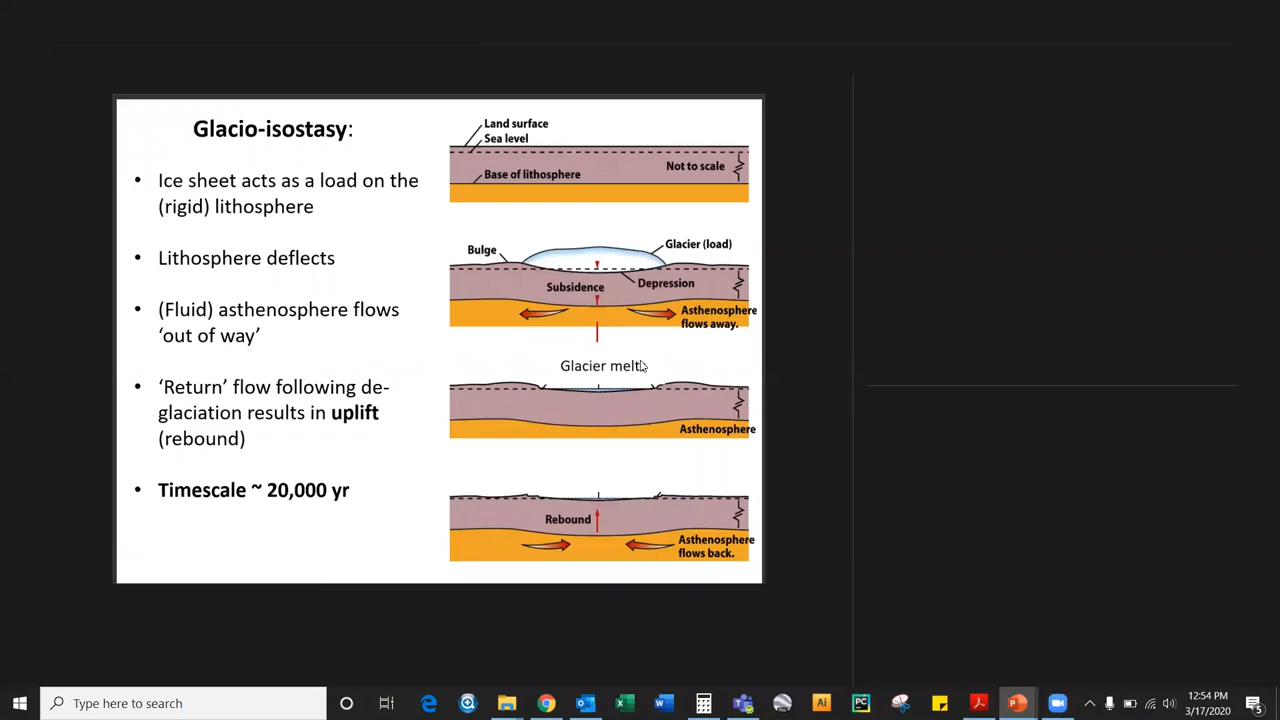 Glacio-isostasy:
• Ice sheet acts as a load on the
(rigid) lithosphere
• Lithosphere deflects
• (Fluid) asthenosphere flows
‘out of way’
• ‘Return’ flow following de-
glaciation results in uplift
(rebound)
• Timescale ~ 20,000 yr
Land surface
Sea level
Not to scale
Base of lithosphere
Bulge
Glacier (load)
Subsidence
Depression
Asthenosphere
flows away.
Glacier melts
Asthenosphere
Rebound
Asthenosphere
flows back.
Type here to search
12:54 PM
3/17/2020
5